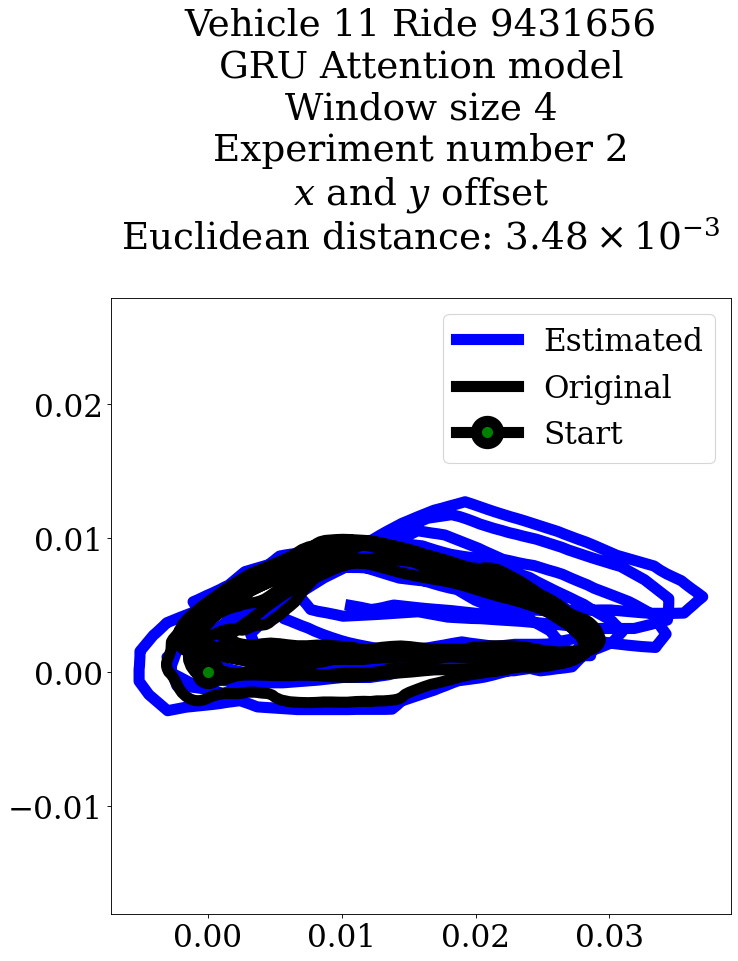 Vehicle 11 Ride 9431656
GRU Attention model
Window size 4
Experiment number 2
x and y offset
Euclidean distance: 3.48 × 10⁻³
Estimated
Original
Start
0.02
0.01
0.00
−0.01
0.00 0.01 0.02 0.03